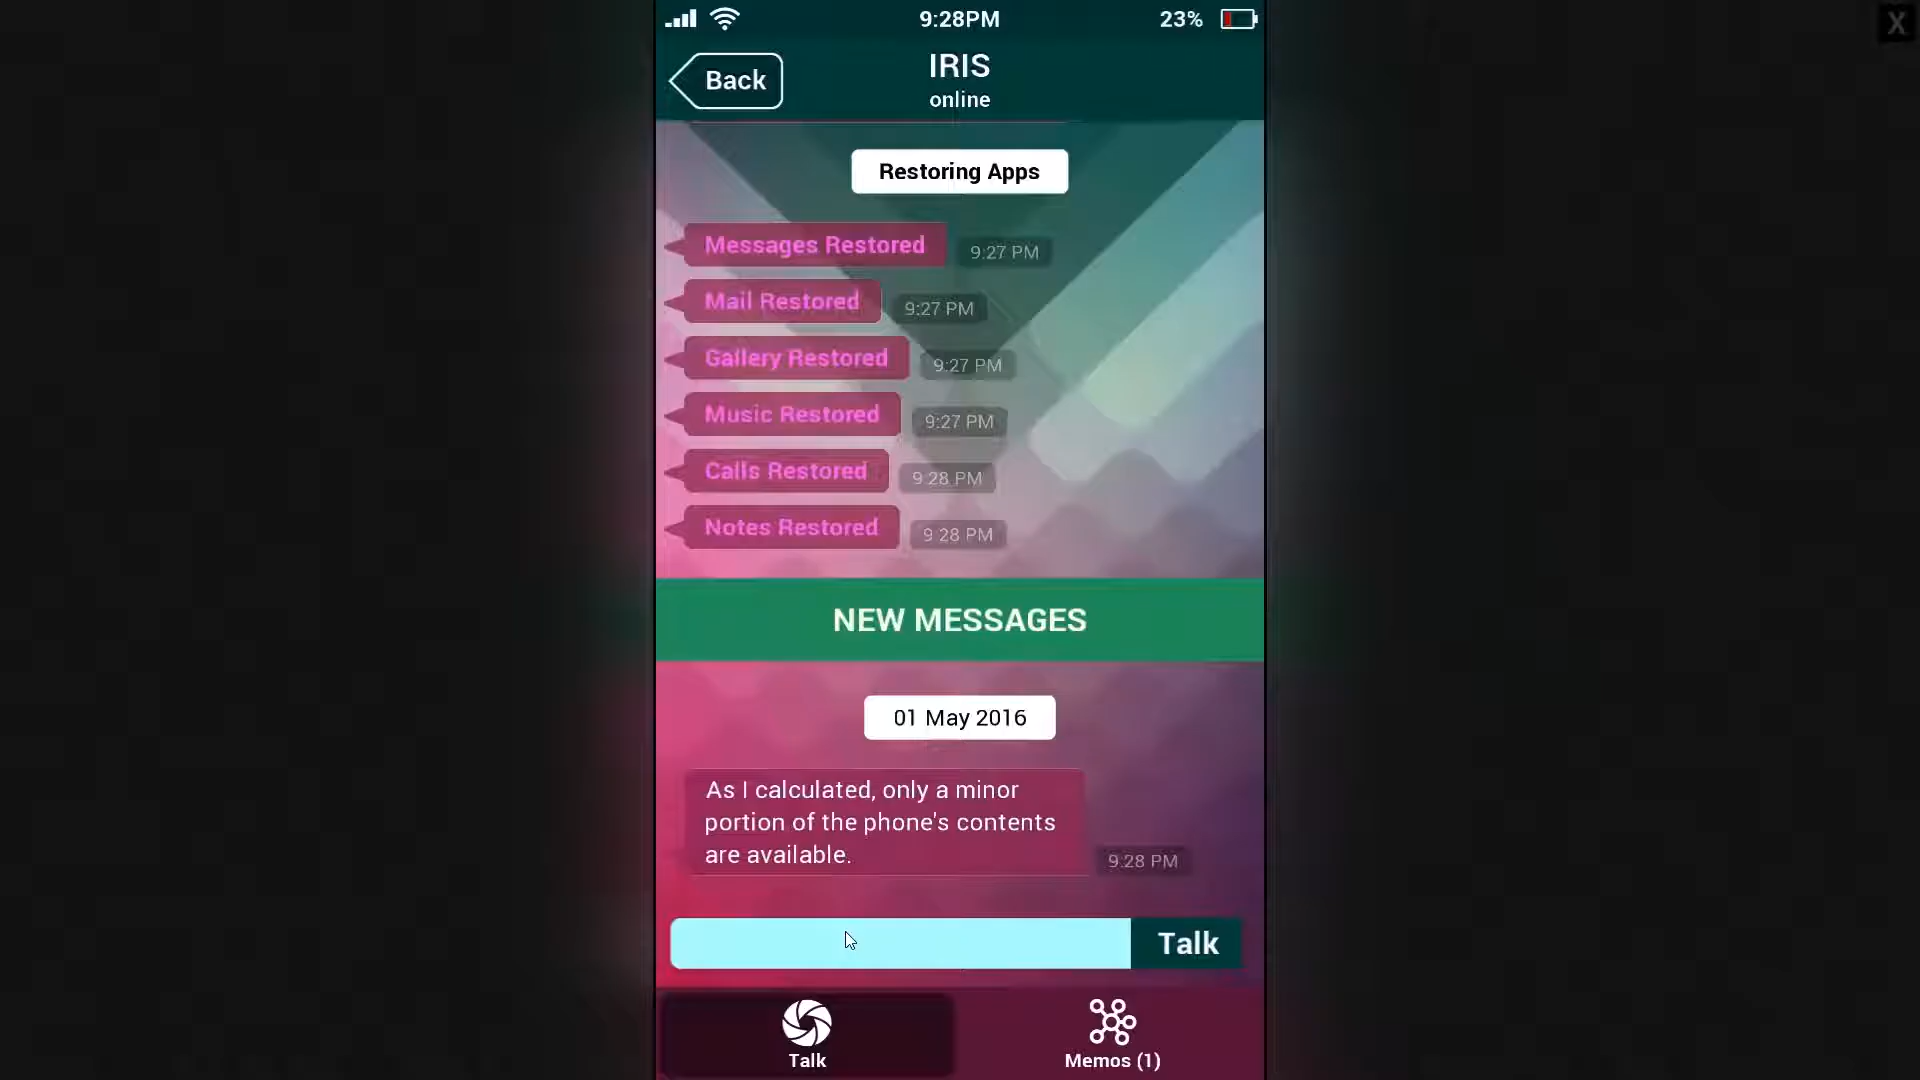 9:28PM
23%
X
Back
IRIS
online
Restoring Apps
Messages Restored
9:27 PM
Mail Restored
9:27 PM
Gallery Restored
9:27 PM
Music Restored
9:27 PM
Calls Restored
9:28 PM
Notes Restored
9:28 PM
NEW MESSAGES
01 May 2016
As I calculated, only a minor
portion of the phone's contents
are available.
9:28 PM
Talk
Talk
Memos (1)